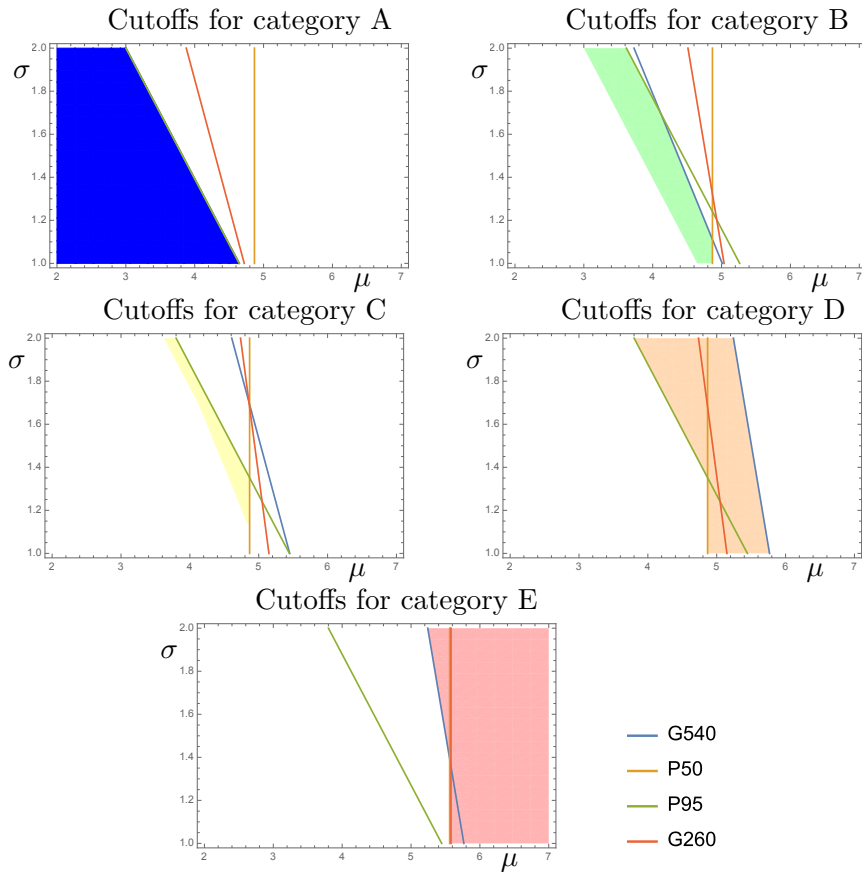 Cutoffs for category A
Cutoffs for category B
2.0
1.8
1.6
1.4
1.2
1.0
σ
2 3 4 5 6 7
μ
2.0
1.8
1.6
1.4
1.2
1.0
σ
2 3 4 5 6 7
μ
Cutoffs for category C
Cutoffs for category D
2.0
1.8
1.6
1.4
1.2
1.0
σ
2 3 4 5 6 7
μ
2.0
1.8
1.6
1.4
1.2
1.0
σ
2 3 4 5 6 7
μ
Cutoffs for category E
2.0
1.8
1.6
1.4
1.2
1.0
σ
2 3 4 5 6 7
μ
G540
P50
P95
G260